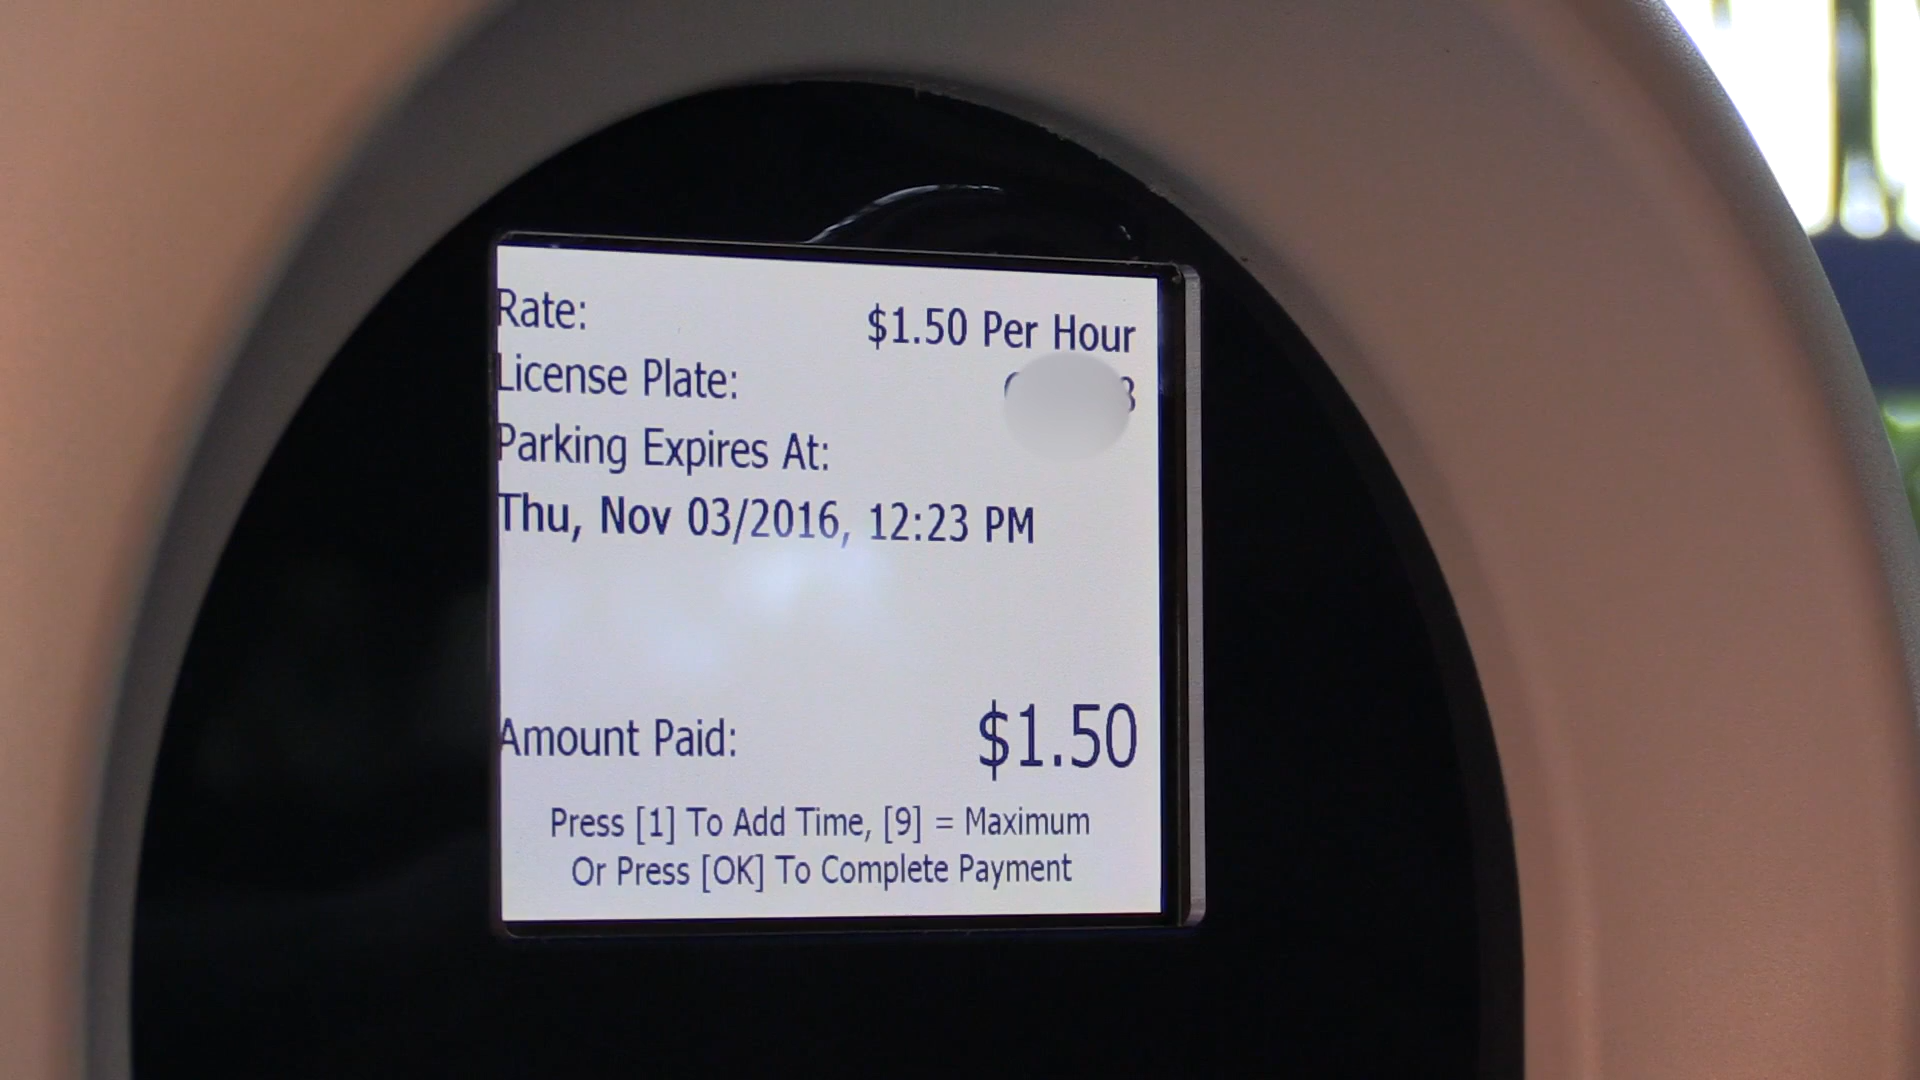 Rate: $1.50 Per Hour
License Plate:
Parking Expires At:
Thu, Nov 03/2016, 12:23 PM
Amount Paid: $1.50
Press [1] To Add Time, [9] = Maximum
Or Press [OK] To Complete Payment